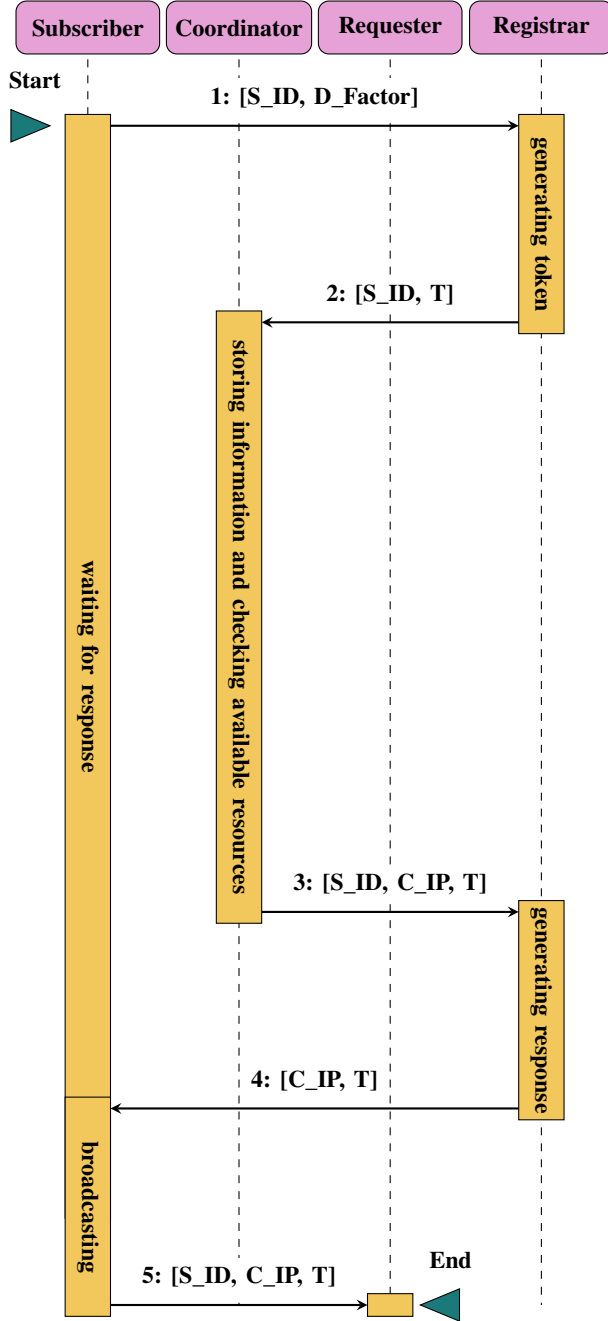 Subscriber
Coordinator
Requester
Registrar
Start
1: [S_ID, D_Factor]
generating token
2: [S_ID, T]
storing information and checking available resources
waiting for response
3: [S_ID, C_IP, T]
generating response
4: [C_IP, T]
broadcasting
End
5: [S_ID, C_IP, T]